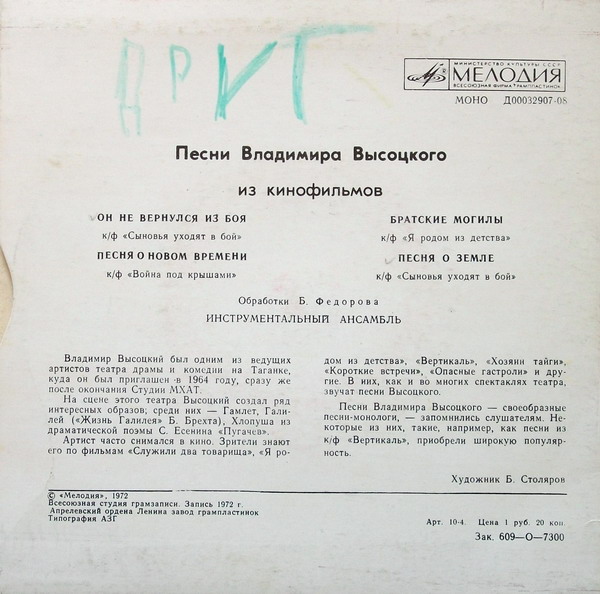 ДРУГ
МИНИСТЕРСТВО КУЛЬТУРЫ СССР
МЕЛОДИЯ
ВСЕСОЮЗНАЯ ФИРМА ГРАМПЛАСТИНОК
МОНО Д00032907-08
Песни Владимира Высоцкого
из кинофильмов
ОН НЕ ВЕРНУЛСЯ ИЗ БОЯ
к/ф «Сыновья уходят в бой»
ПЕСНЯ О НОВОМ ВРЕМЕНИ
к/ф «Война под крышами»
БРАТСКИЕ МОГИЛЫ
к/ф «Я родом из детства»
ПЕСНЯ О ЗЕМЛЕ
к/ф «Сыновья уходят в бой»
Обработки Б. Федорова
ИНСТРУМЕНТАЛЬНЫЙ АНСАМБЛЬ
Владимир Высоцкий был одним из ведущих
артистов театра драмы и комедии на Таганке,
куда он был приглашен в 1964 году, сразу же
после окончания Студии МХАТ.
На сцене этого театра Высоцкий создал ряд
интересных образов; среди них — Гамлет, Гали-
лей («Жизнь Галилея» Б. Брехта), Хлопуша из
драматической поэмы С. Есенина «Пугачев».
Артист часто снимался в кино. Зрители знают
его по фильмам «Служили два товарища», «Я ро-
дом из детства», «Вертикаль», «Хозяин тайги»,
«Короткие встречи», «Опасные гастроли» и дру-
гие. В них, как и во многих спектаклях театра,
звучат песни Высоцкого.
Песни Владимира Высоцкого — своеобразные
песни-монологи, — запомнились слушателям. Не-
которые из них, такие, например, как песни из
к/ф «Вертикаль», приобрели широкую популяр-
ность.
Художник Б. Столяров
© «Мелодия», 1972
Всесоюзная студия грамзаписи. Запись 1972 г.
Апрелевский ордена Ленина завод грампластинок
Типография АЗГ
Арт. 10-4. Цена 1 руб. 20 коп.
Зак. 609—О—7300